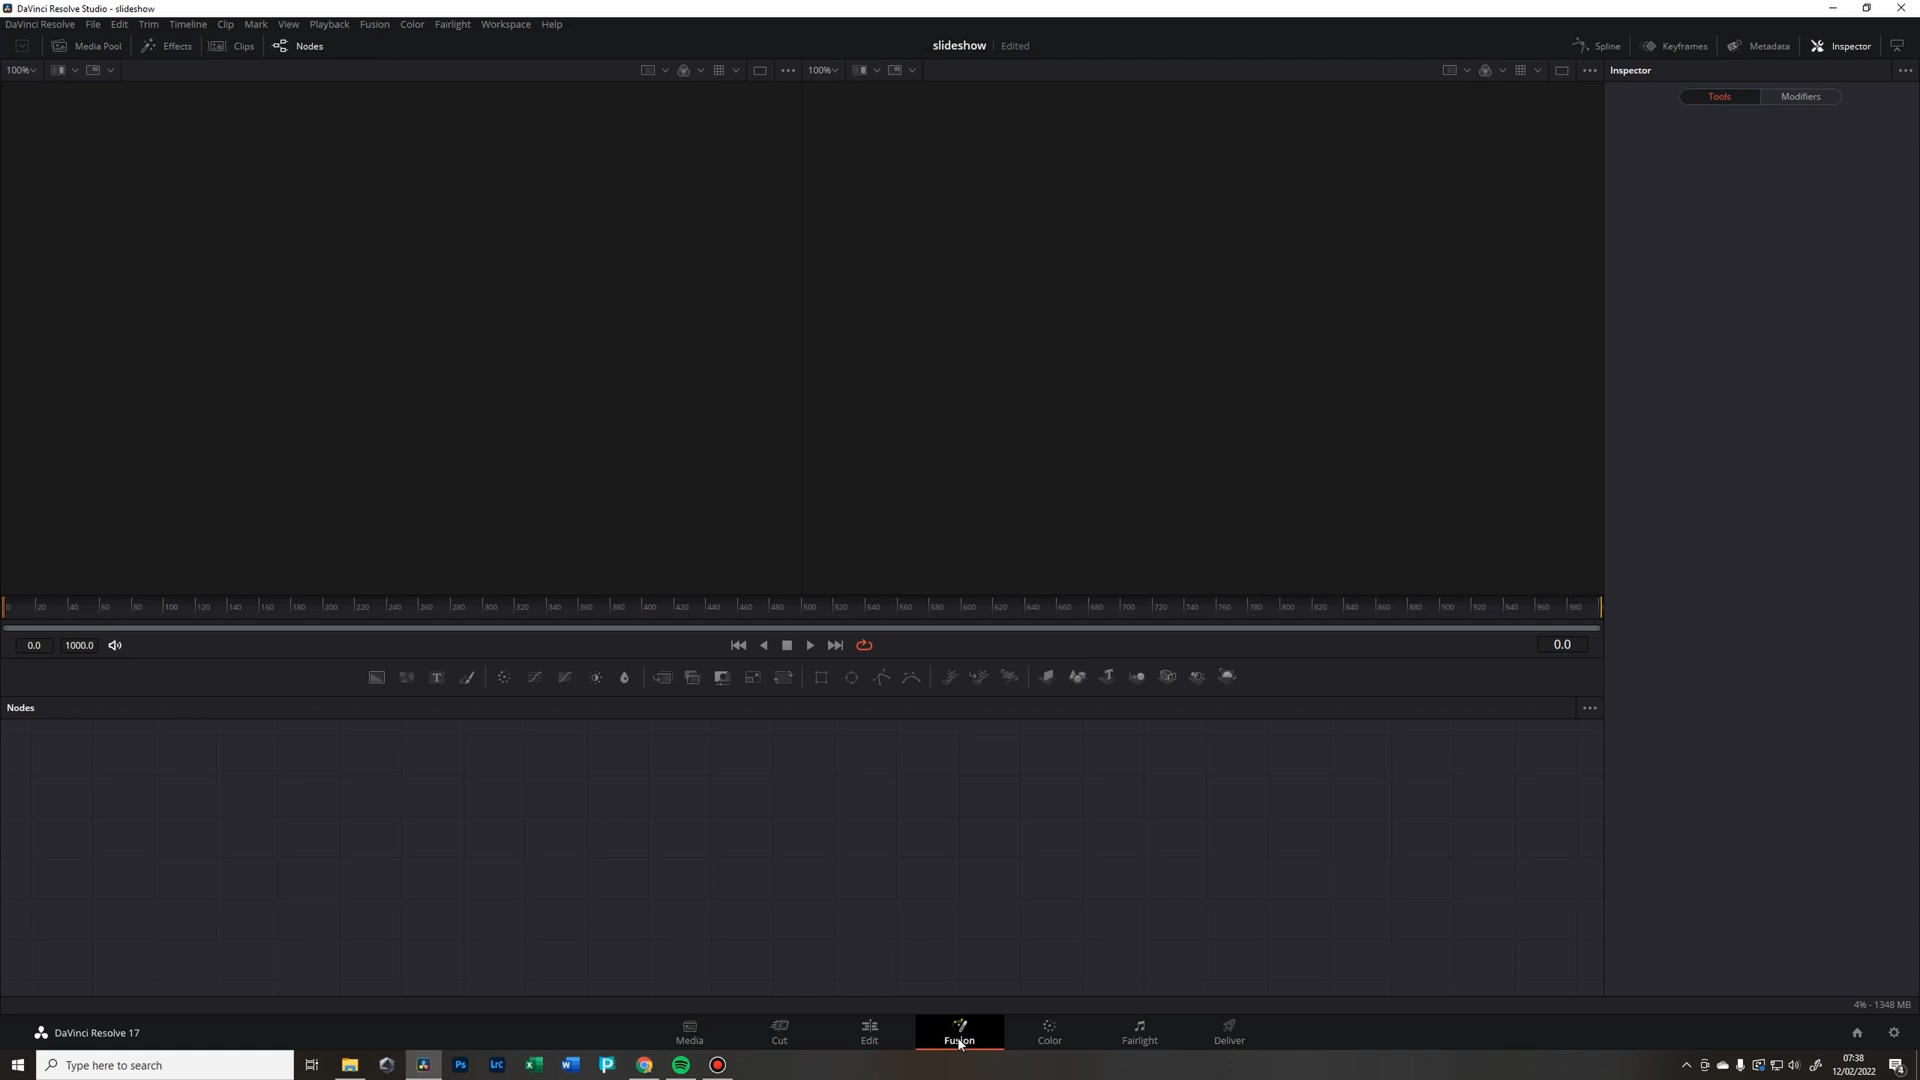 DaVinci Resolve Studio - slideshow
DaVinci Resolve File Edit Trim Timeline Clip Mark View Playback Fusion Color Fairlight Workspace Help
Media Pool Effects Clips Nodes slideshow Edited Spline Keyframes Metadata Inspector
100% 100% Inspector
Tools Modifiers
0 20 40 60 80 100 120 140 160 180 200 220 240 260 280 300 320 340 360 380 400 420 440 460 480 500 520 540 560 580 600 620 640 660 680 700 720 740 760 780 800 820 840 860 880 900 920 940 960 980
0.0 1000.0 0.0
T
Nodes
4% - 1348 MB
DaVinci Resolve 17 Media Cut Edit Fusion Color Fairlight Deliver
Type here to search Ps LrC X W P 07:38
12/02/2022 4